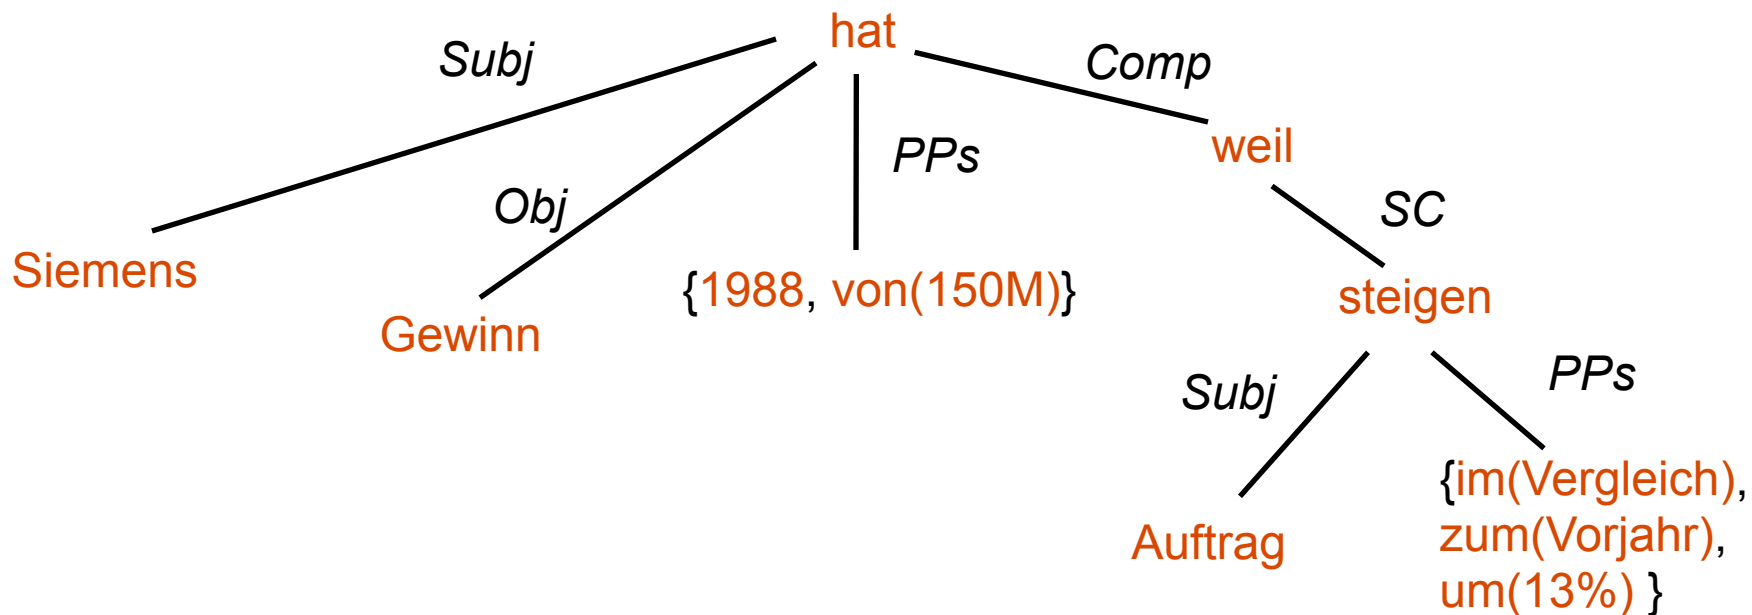 hat
Subj
Comp
weil
PPs
Obj
SC
Siemens
{1988, von(150M)}
steigen
Gewinn
Subj
PPs
{im(Vergleich),
zum(Vorjahr),
um(13%) }
Auftrag